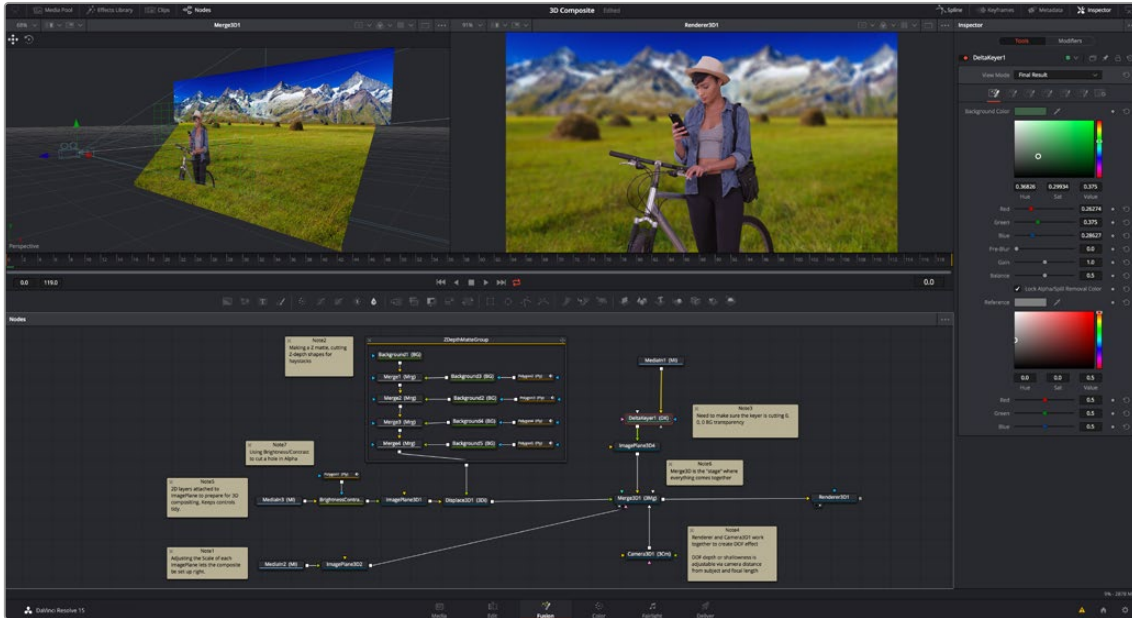 Media Pool Effects Library Clips Nodes
3D Composite Edited
Spline Keyframes Metadata Inspector
Merge3D1
Renderer3D1
Inspector
Tools Modifiers
DeltaKeyer1
View Mode Final Result
Background Color
0.36826 0.29934 0.375
Hue Sat Value
Red 0.26274
Green 0.375
Blue 0.28627
Pre-Blur 0.0
Gain 1.0
Balance 0.5
Lock Alpha/Spill Removal Color
Reference
0.0 0.0 0.5
Hue Sat Value
Red 0.5
Green 0.5
Blue 0.5
Perspective
0.0 119.0
0.0
Nodes
Note2
Making a Z matte, cutting
Z-depth shapes for
haystacks
ZDepthMatteGroup
Background1 (BG)
Merge1 (Mrg) Background3 (BG)
Merge2 (Mrg) Background2 (BG)
Merge3 (Mrg) Background4 (BG)
Merge4 (Mrg) Background5 (BG)
MediaIn1 (MI)
DeltaKeyer1 (DK)
Note3
Need to make sure the keyer is cutting 0,
0, 0 BG transparency
ImagePlane3D4
Note7
Using Brightness/Contrast
to cut a hole in Alpha
Note6
Merge3D is the "stage" where
everything comes together
Note5
2D layers attached to
ImagePlane to prepare for 3D
compositing. Keeps controls
tidy.
MediaIn3 (MI) BrightnessContra... ImagePlane3D1 Displace3D1 (3Di) Merge3D1 (3Mg) Renderer3D1
Note4
Renderer and Camera3D1 work
together to create DOF effect
DOF depth or shallowness is
adjustable via camera distance
from subject and focal length
Camera3D1 (3Cm)
Note1
Adjusting the Scale of each
ImagePlane lets the composite
be set up right.
MediaIn2 (MI) ImagePlane3D2
DaVinci Resolve 15
Media Edit Fusion Color Fairlight Deliver